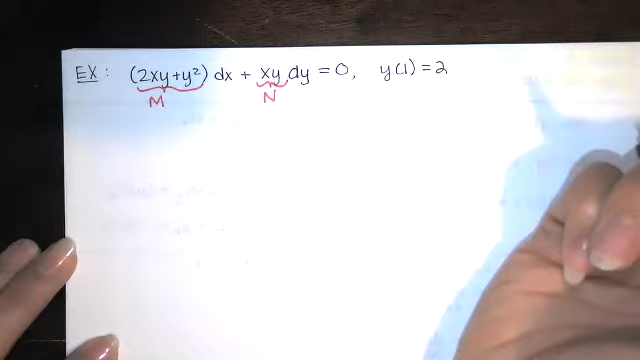 EX: (2xy+y²) dx + xy dy = 0, y(1) = 2
M N